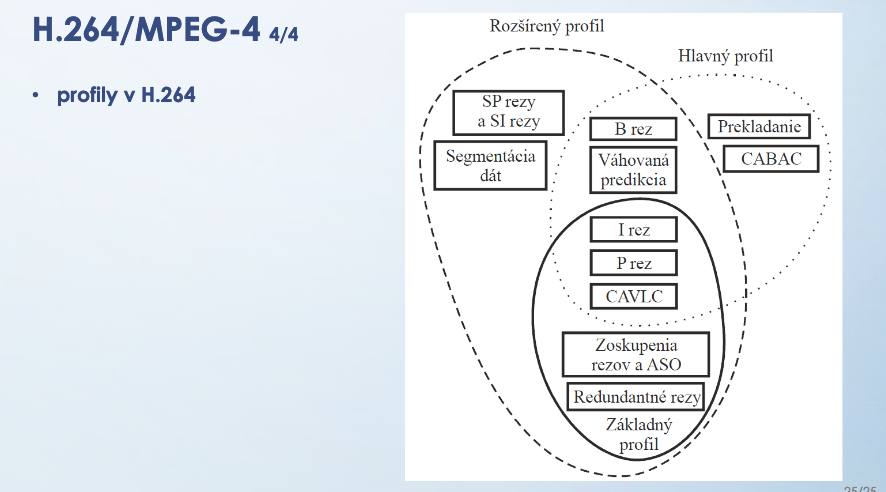 H.264/MPEG-4 4/4
• profily v H.264
Rozšírený profil
Hlavný profil
SP rezy
a SI rezy
Segmentácia
dát
B rez
Váhovaná
predikcia
Prekladanie
CABAC
I rez
P rez
CAVLC
Zoskupenia
rezov a ASO
Redundantné rezy
Základný
profil
25/25